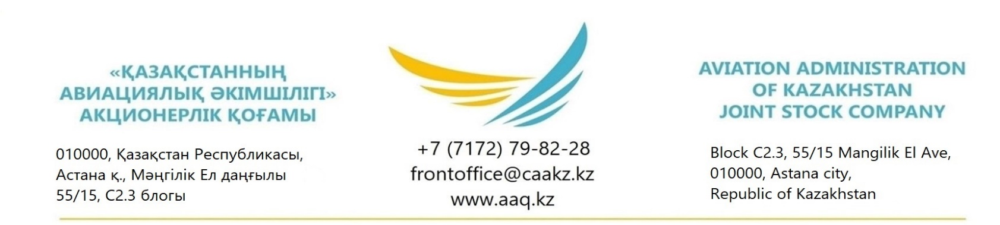 «ҚАЗАҚСТАННЫҢ
АВИАЦИЯЛЫҚ ӘКІМШІЛІГІ»
АКЦИОНЕРЛІК ҚОҒАМЫ
010000, Қазақстан Республикасы,
Астана қ., Мәңгілік Ел даңғылы
55/15, С2.3 блогы
+7 (7172) 79-82-28
frontoffice@caakz.kz
www.aaq.kz
AVIATION ADMINISTRATION
OF KAZAKHSTAN
JOINT STOCK COMPANY
Block C2.3, 55/15 Mangilik El Ave,
010000, Astana city,
Republic of Kazakhstan